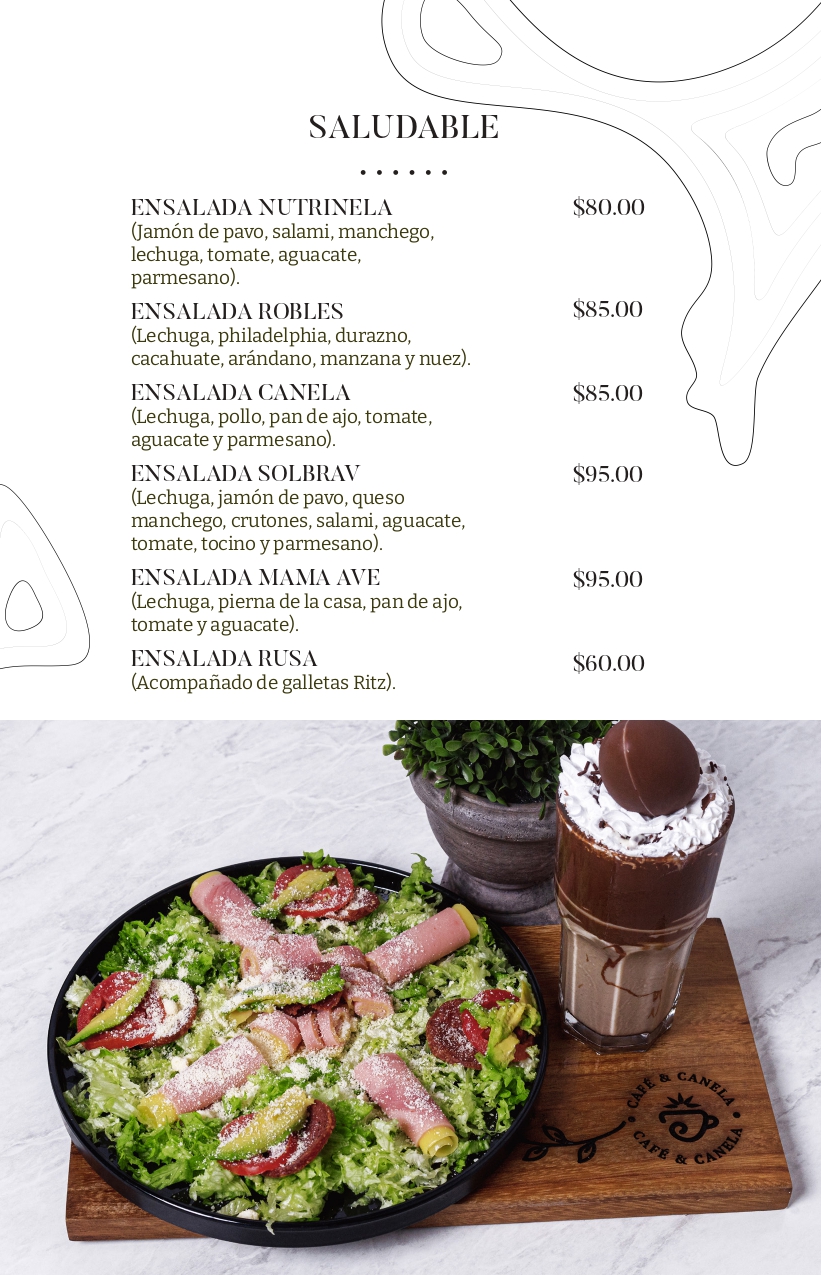 SALUDABLE
ENSALADA NUTRINELA $80.00
(Jamón de pavo, salami, manchego,
lechuga, tomate, aguacate,
parmesano).
ENSALADA ROBLES $85.00
(Lechuga, philadelphia, durazno,
cacahuate, arándano, manzana y nuez).
ENSALADA CANELA $85.00
(Lechuga, pollo, pan de ajo, tomate,
aguacate y parmesano).
ENSALADA SOLBRAV $95.00
(Lechuga, jamón de pavo, queso
manchego, crutones, salami, aguacate,
tomate, tocino y parmesano).
ENSALADA MAMA AVE $95.00
(Lechuga, pierna de la casa, pan de ajo,
tomate y aguacate).
ENSALADA RUSA $60.00
(Acompañado de galletas Ritz).
CAFÉ & CANELA
CAFÉ & CANELA